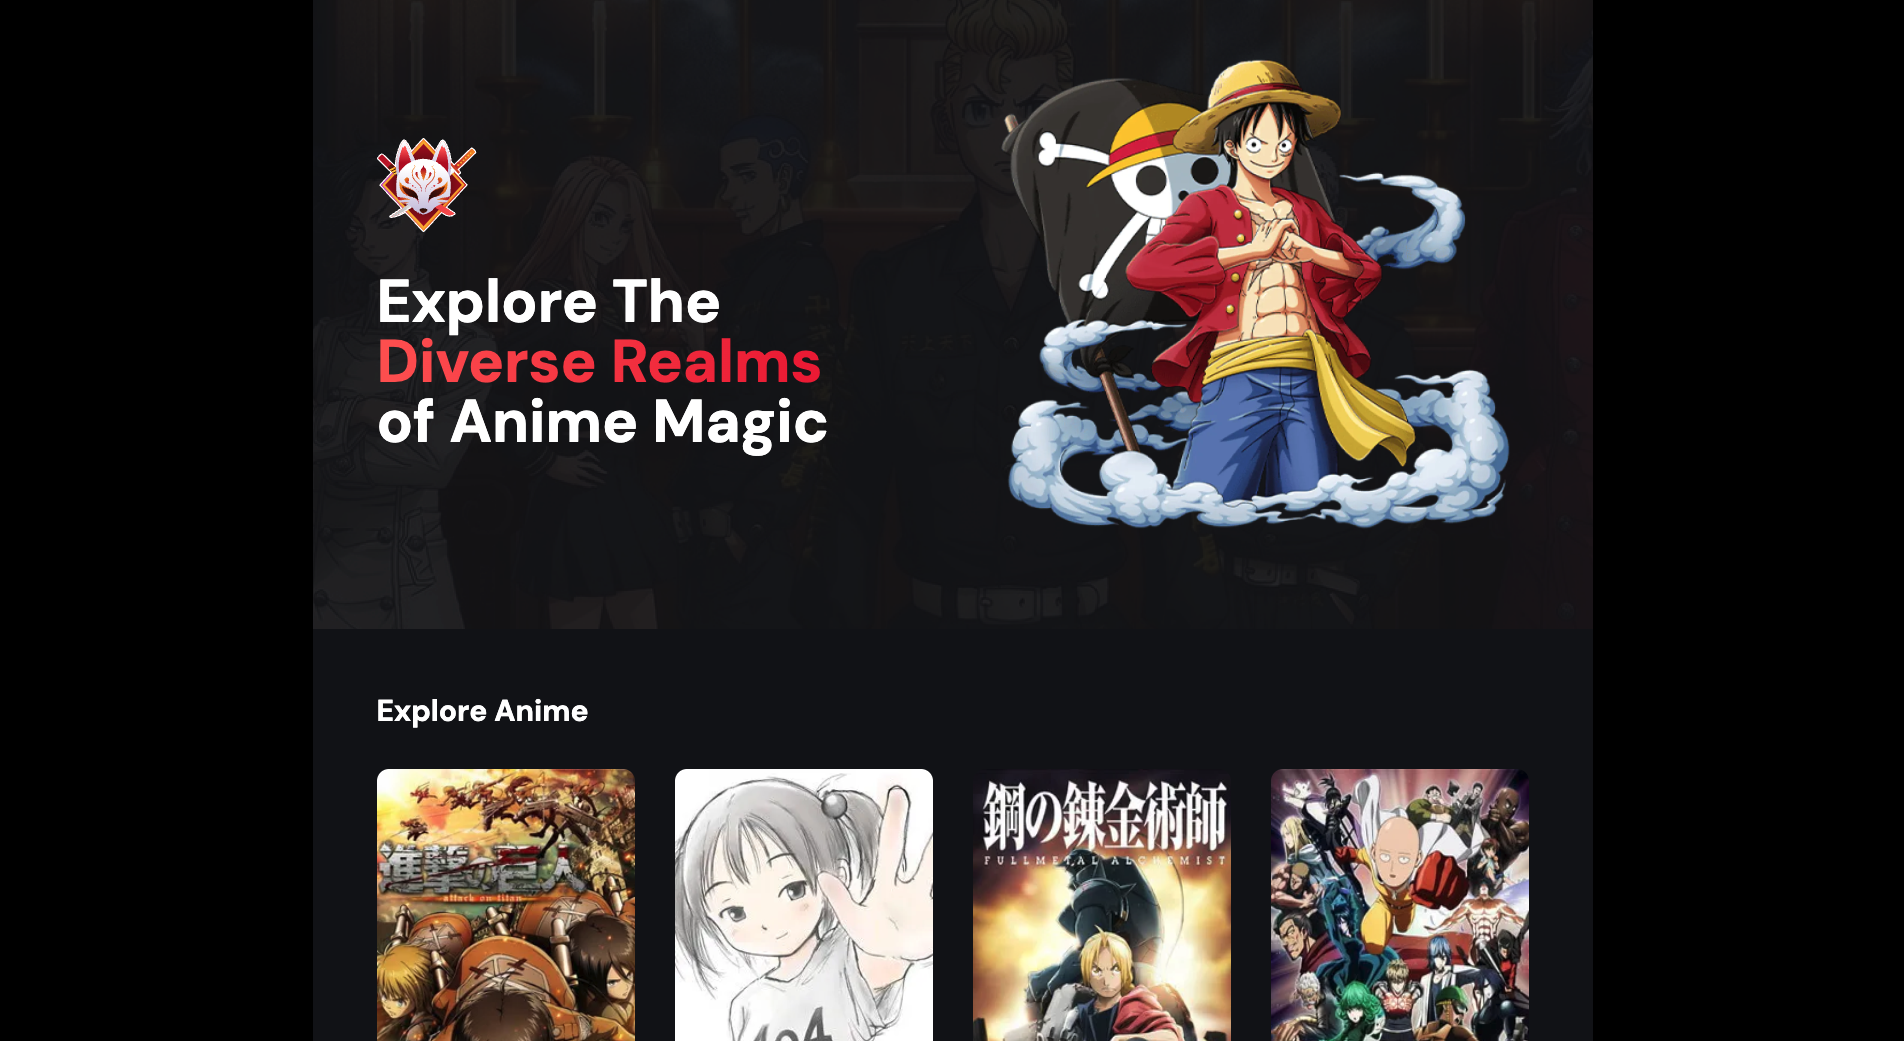 Explore The
Diverse Realms
of Anime Magic
Explore Anime
進撃の巨人
attack on titan
404
鋼の錬金術師
FULLMETAL ALCHEMIST